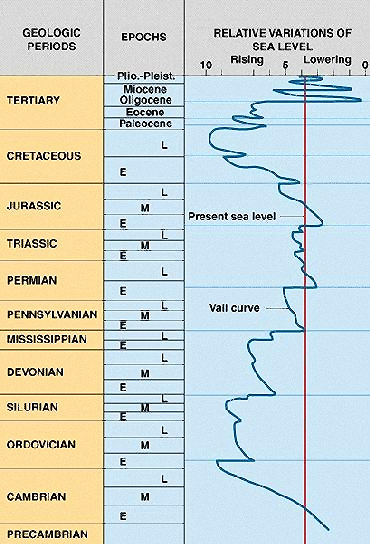 GEOLOGIC
PERIODS
EPOCHS
RELATIVE VARIATIONS OF
SEA LEVEL
Rising Lowering
10 5 0
Plio.-Pleist.
Miocene
TERTIARY
Oligocene
Eocene
Paleocene
L
CRETACEOUS
E
L
JURASSIC
M
Present sea level
E
L
TRIASSIC
M
E
L
PERMIAN
E
L
Vail curve
PENNSYLVANIAN
M
E
L
MISSISSIPPIAN
E
L
DEVONIAN
M
E
L
SILURIAN
M
E
L
ORDOVICIAN
M
E
L
CAMBRIAN
M
E
PRECAMBRIAN